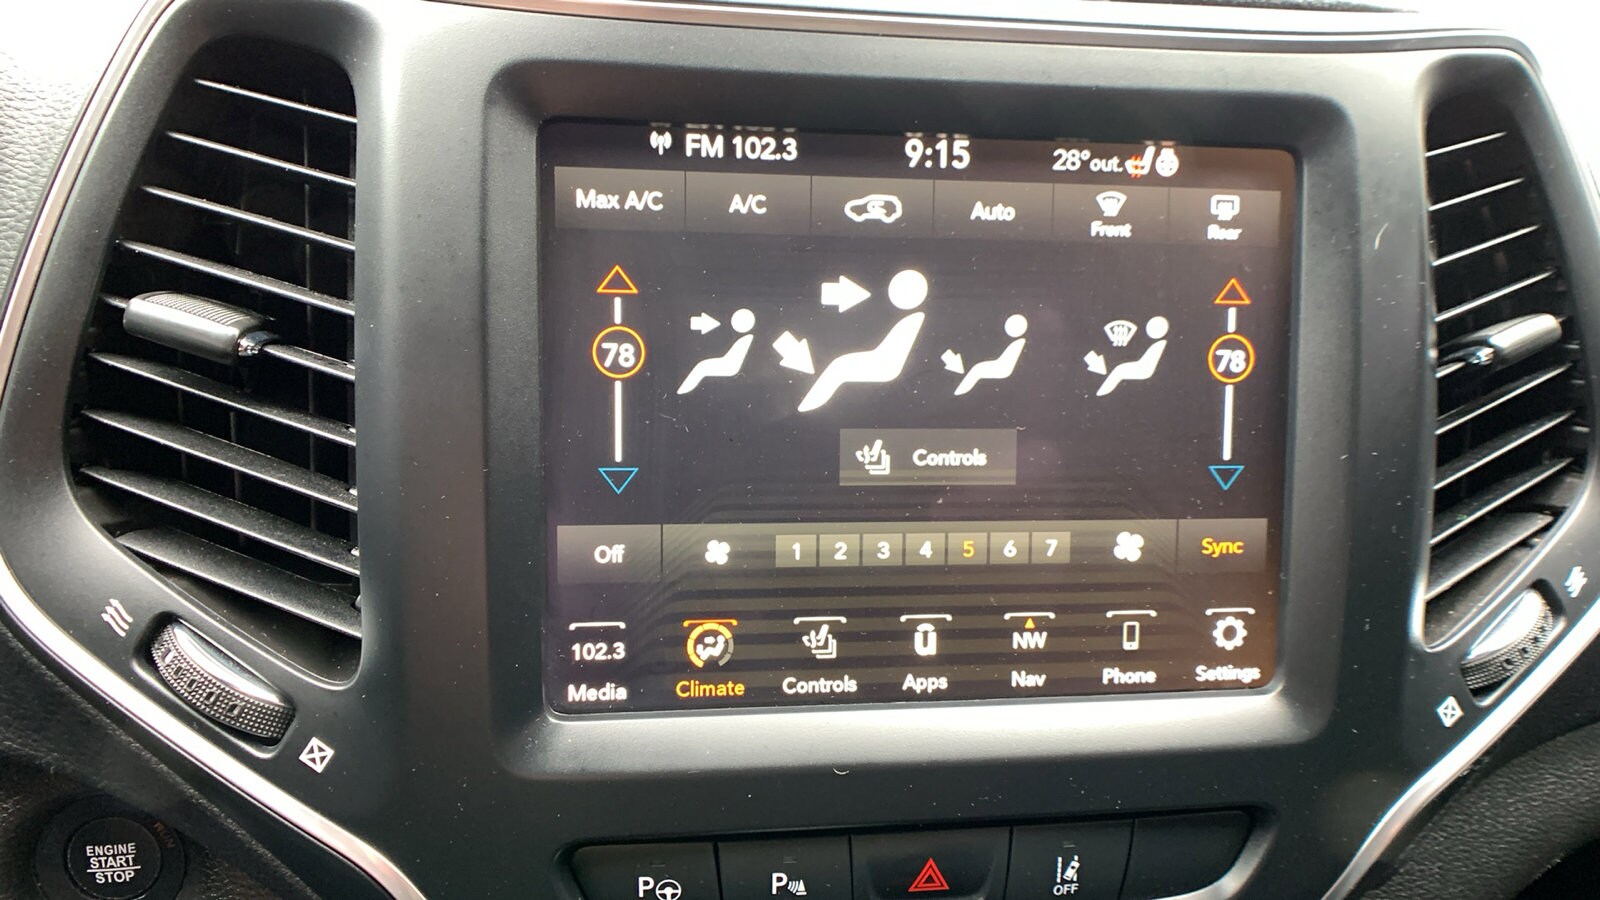 FM 102.3 9:15 28° out.
Max A/C A/C Auto Front Rear
78 78
Controls
Off 1 2 3 4 5 6 7 Sync
102.3 NW
Media Climate Controls Apps Nav Phone Settings
ENGINE
START
STOP
RUN
P P OFF